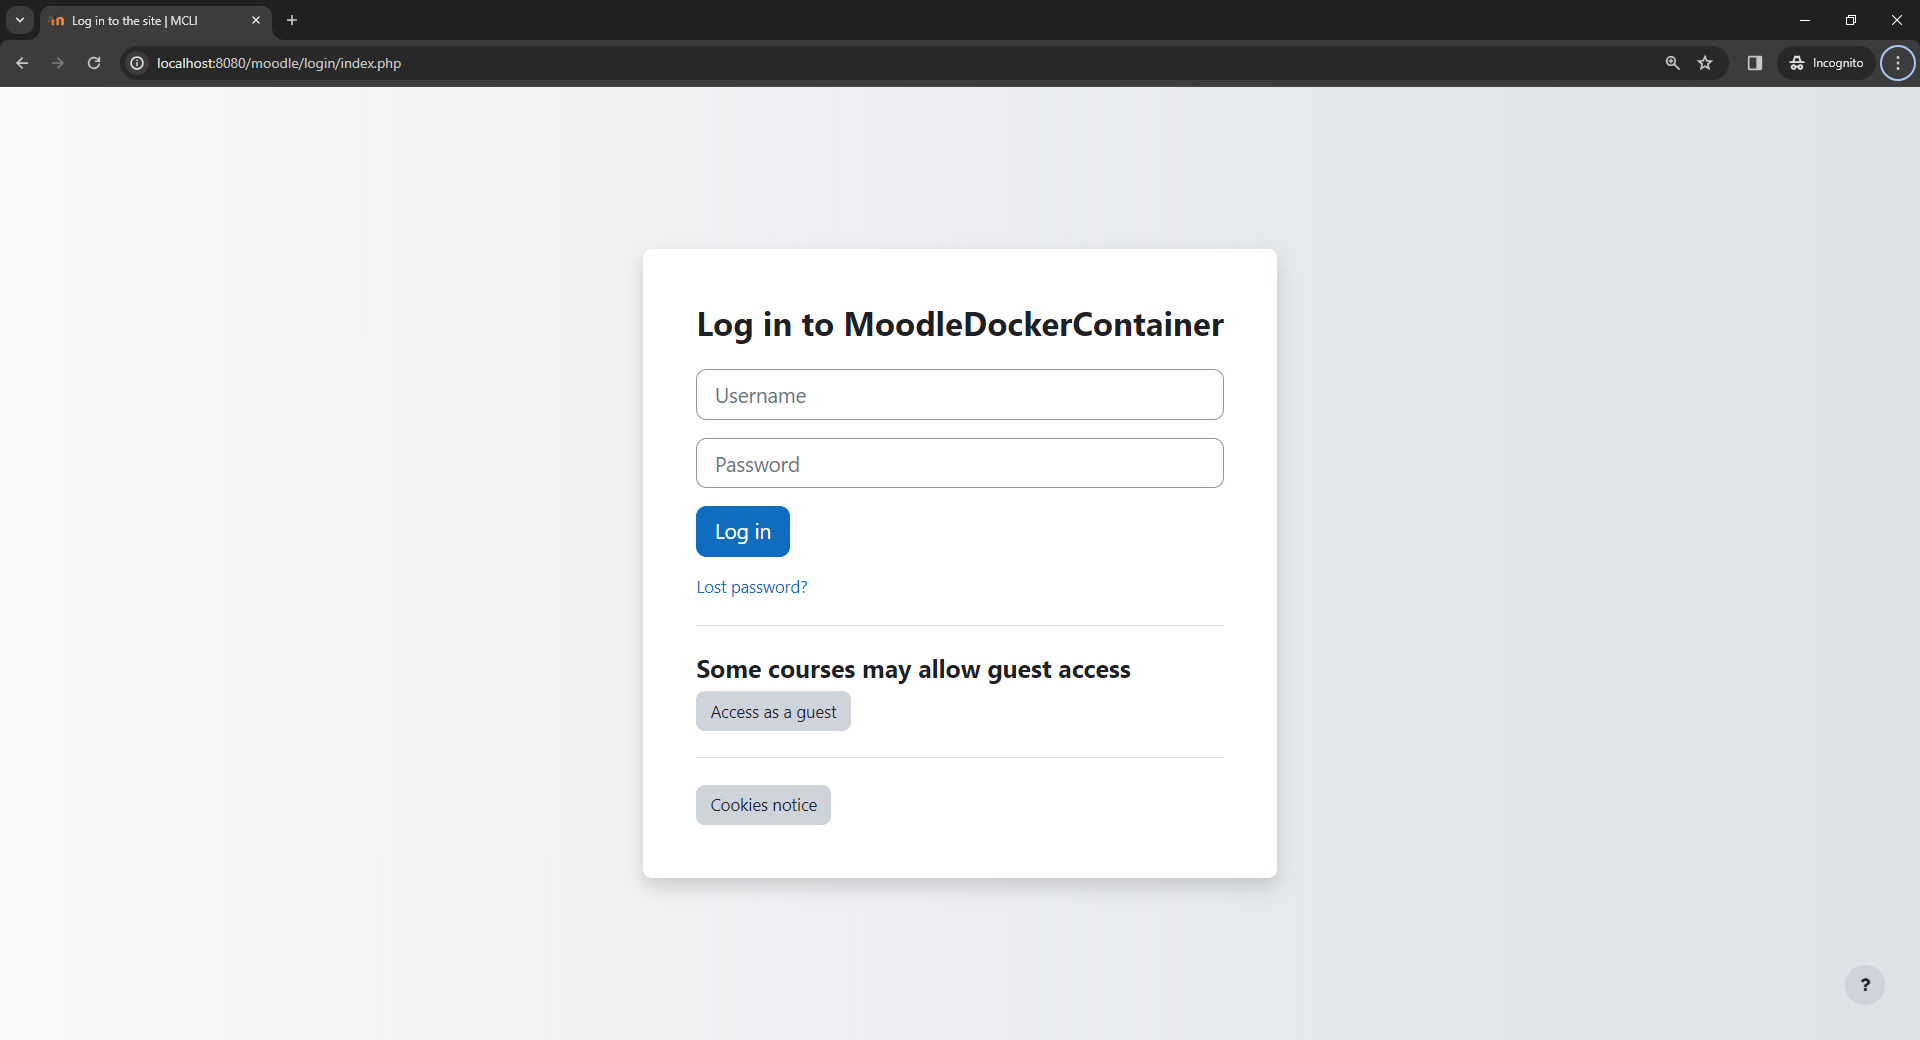 Log in to the site | MCLI
localhost:8080/moodle/login/index.php
Incognito
Log in to MoodleDockerContainer
Username
Password
Log in
Lost password?
Some courses may allow guest access
Access as a guest
Cookies notice
?